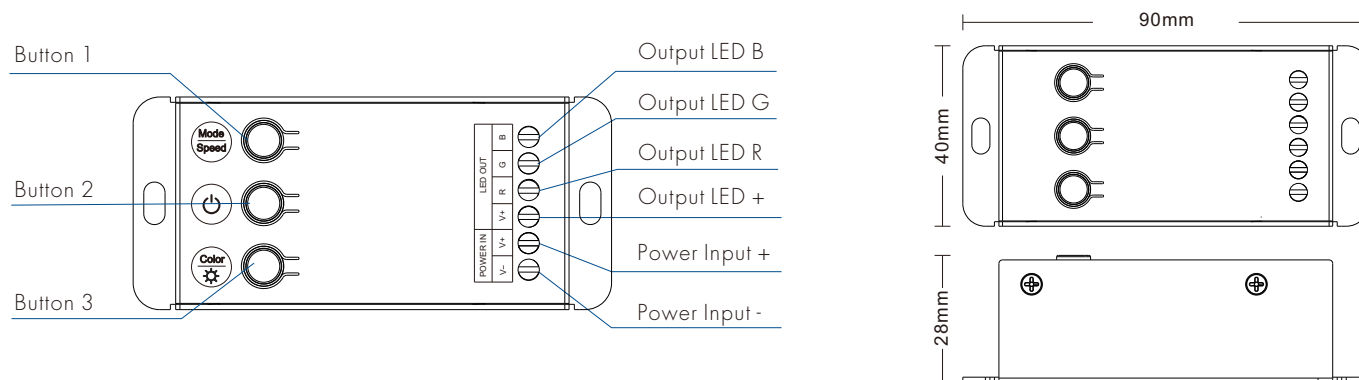 Button 1
Button 2
Button 3
Mode
Speed
Color
LED OUT
POWER IN
B
G
R
V+
V+
V-
Output LED B
Output LED G
Output LED R
Output LED +
Power Input +
Power Input -
90mm
40mm
28mm